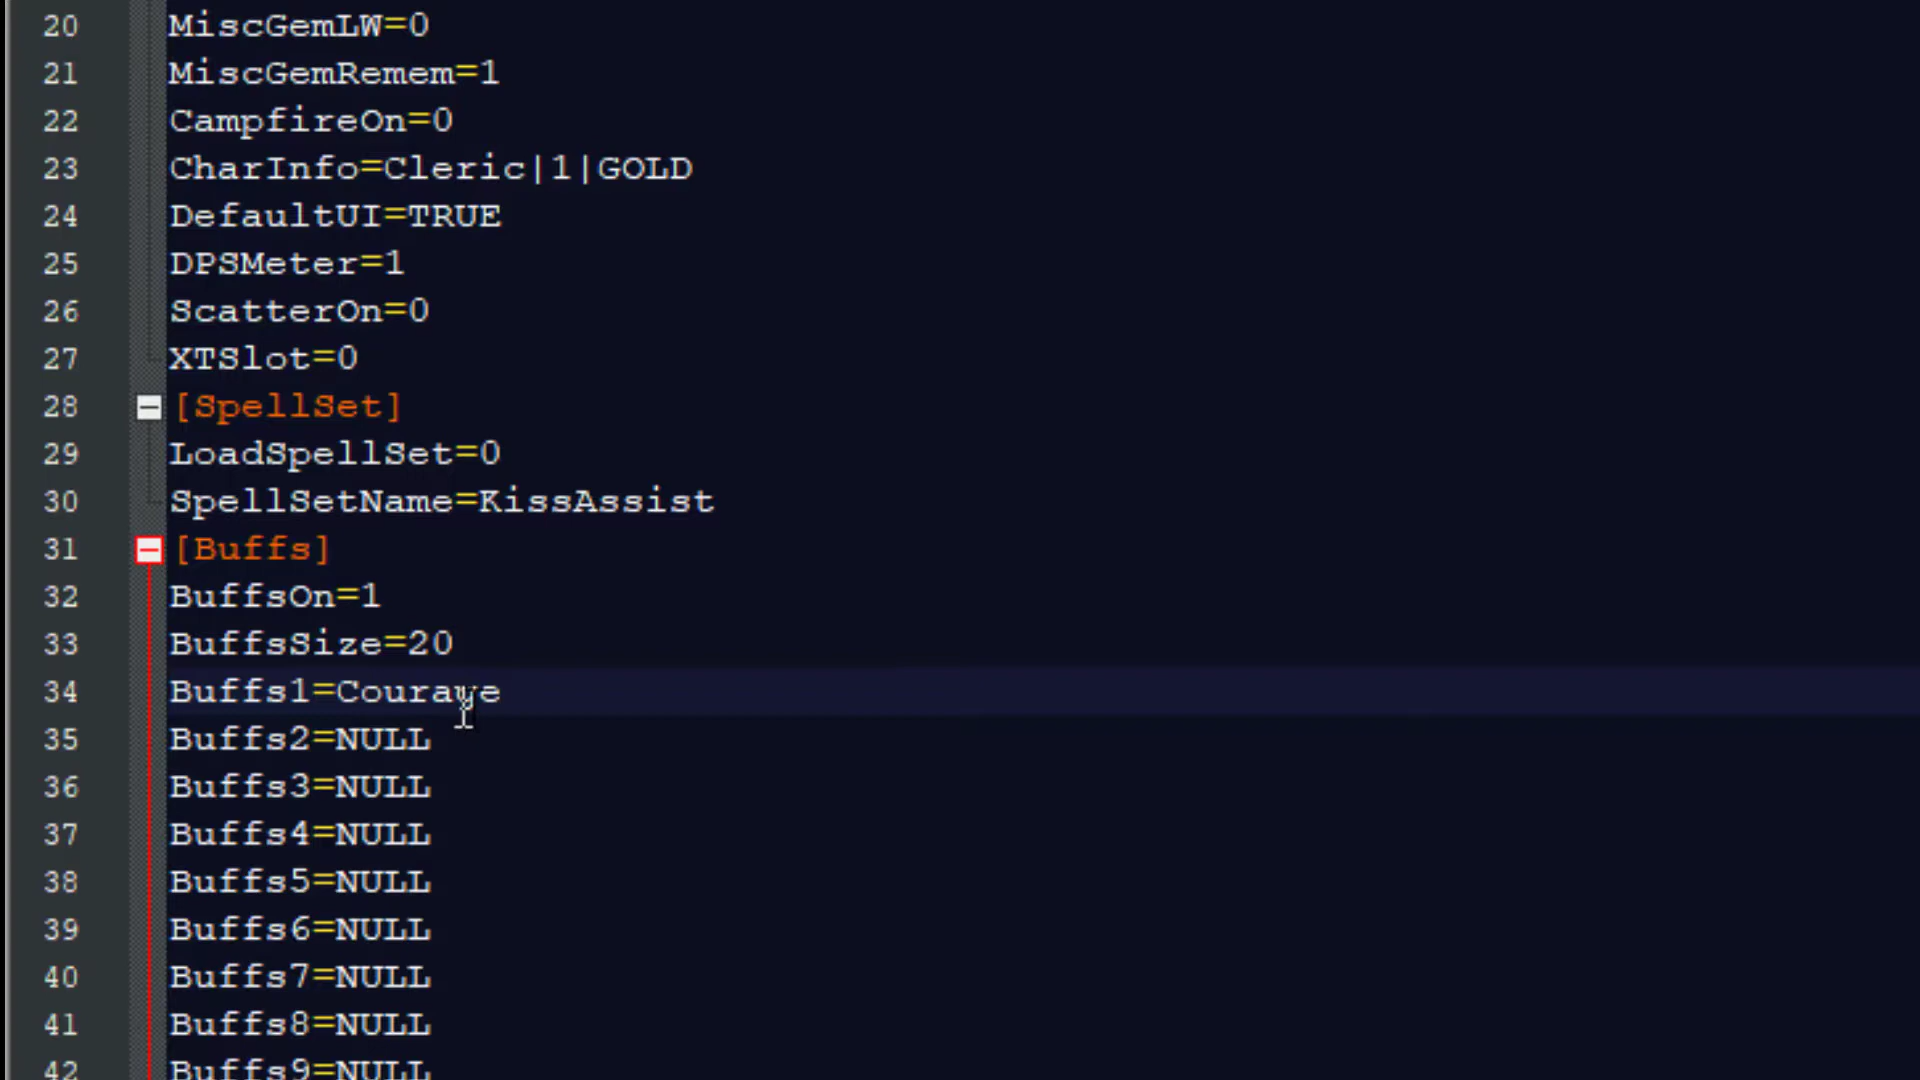 20 MiscGemLW=0
21 MiscGemRemem=1
22 CampfireOn=0
23 CharInfo=Cleric|1|GOLD
24 DefaultUI=TRUE
25 DPSMeter=1
26 ScatterOn=0
27 XTSlot=0
28 [SpellSet]
29 LoadSpellSet=0
30 SpellSetName=KissAssist
31 [Buffs]
32 BuffsOn=1
33 BuffsSize=20
34 Buffs1=Courage
35 Buffs2=NULL
36 Buffs3=NULL
37 Buffs4=NULL
38 Buffs5=NULL
39 Buffs6=NULL
40 Buffs7=NULL
41 Buffs8=NULL
42 Buffs9=NULL